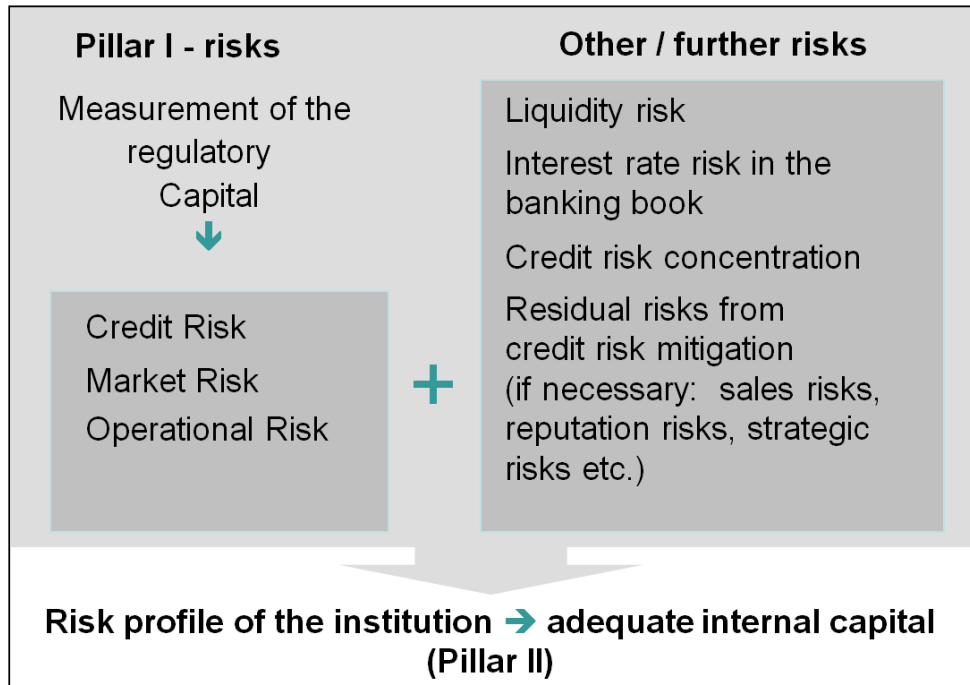 Pillar I - risks
Measurement of the
regulatory
Capital
Credit Risk
Market Risk
Operational Risk
+
Other / further risks
Liquidity risk
Interest rate risk in the
banking book
Credit risk concentration
Residual risks from
credit risk mitigation
(if necessary:  sales risks,
reputation risks, strategic
risks etc.)
Risk profile of the institution ➔ adequate internal capital
(Pillar II)